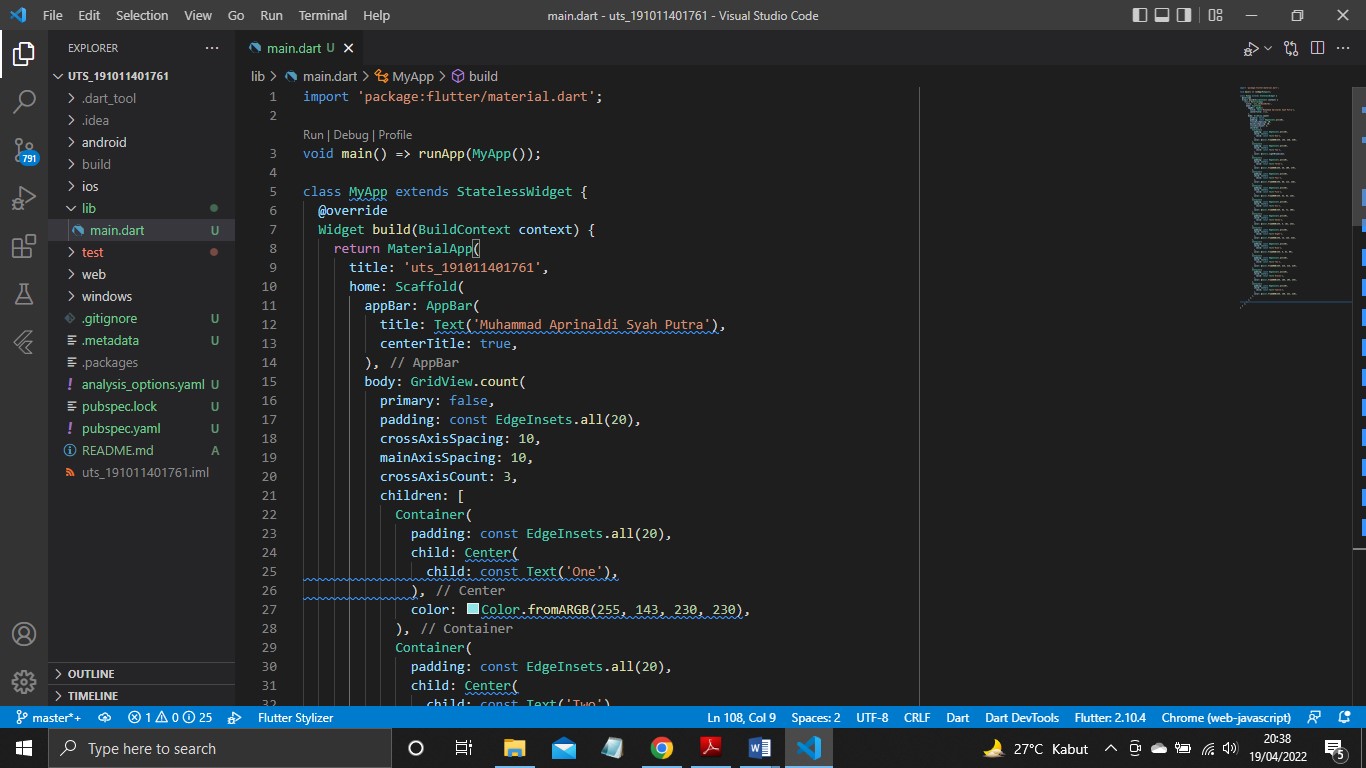 File Edit Selection View Go Run Terminal Help
main.dart - uts_191011401761 - Visual Studio Code
EXPLORER
UTS_191011401761
.dart_tool
.idea
android
build
ios
lib
main.dart U
test
web
windows
.gitignore U
.metadata U
.packages
analysis_options.yaml U
pubspec.lock U
pubspec.yaml U
README.md A
uts_191011401761.iml
OUTLINE
TIMELINE
791
main.dart U
lib > main.dart > MyApp > build
1 import 'package:flutter/material.dart';
2
Run | Debug | Profile
3 void main() => runApp(MyApp());
4
5 class MyApp extends StatelessWidget {
6 @override
7 Widget build(BuildContext context) {
8 return MaterialApp(
9 title: 'uts_191011401761',
10 home: Scaffold(
11 appBar: AppBar(
12 title: Text('Muhammad Aprinaldi Syah Putra'),
13 centerTitle: true,
14 ), // AppBar
15 body: GridView.count(
16 primary: false,
17 padding: const EdgeInsets.all(20),
18 crossAxisSpacing: 10,
19 mainAxisSpacing: 10,
20 crossAxisCount: 3,
21 children: [
22 Container(
23 padding: const EdgeInsets.all(20),
24 child: Center(
25 child: const Text('One'),
26 ), // Center
27 color: Color.fromARGB(255, 143, 230, 230),
28 ), // Container
29 Container(
30 padding: const EdgeInsets.all(20),
31 child: Center(
32 child: const Text('Two')
master*+ 1 0 25 Flutter Stylizer
Ln 108, Col 9 Spaces: 2 UTF-8 CRLF Dart Dart DevTools Flutter: 2.10.4 Chrome (web-javascript)
Type here to search
27°C Kabut
20:38
19/04/2022
5